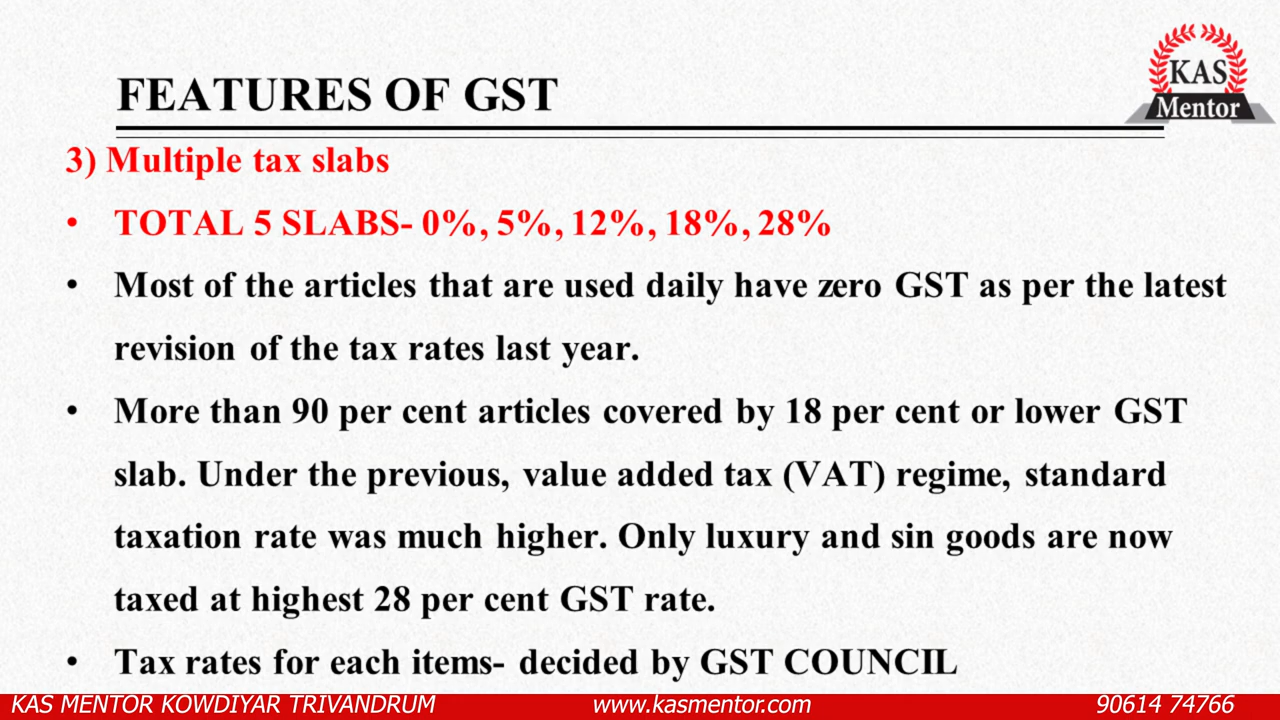 FEATURES OF GST
KAS
Mentor
3) Multiple tax slabs
• TOTAL 5 SLABS- 0%, 5%, 12%, 18%, 28%
• Most of the articles that are used daily have zero GST as per the latest
revision of the tax rates last year.
• More than 90 per cent articles covered by 18 per cent or lower GST
slab. Under the previous, value added tax (VAT) regime, standard
taxation rate was much higher. Only luxury and sin goods are now
taxed at highest 28 per cent GST rate.
• Tax rates for each items- decided by GST COUNCIL
KAS MENTOR KOWDIYAR TRIVANDRUM www.kasmentor.com 90614 74766